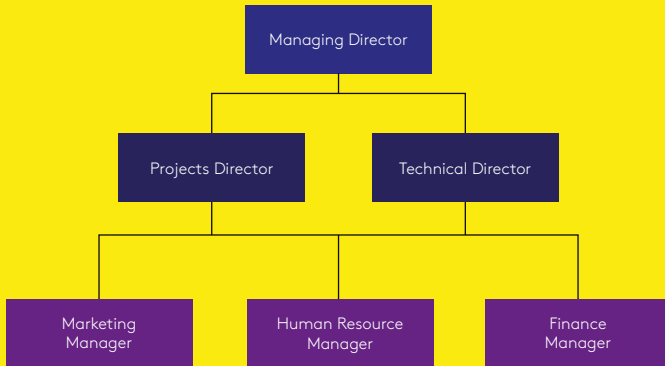 Managing Director
Projects Director
Technical Director
Marketing
Manager
Human Resource
Manager
Finance
Manager